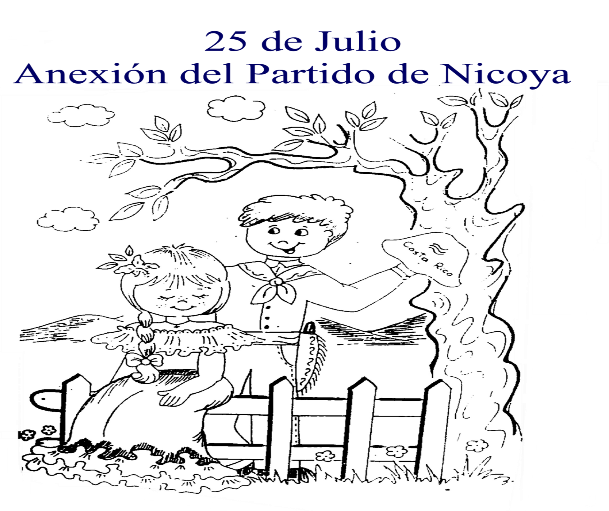 25 de Julio
Anexión del Partido de Nicoya
Costa Rica